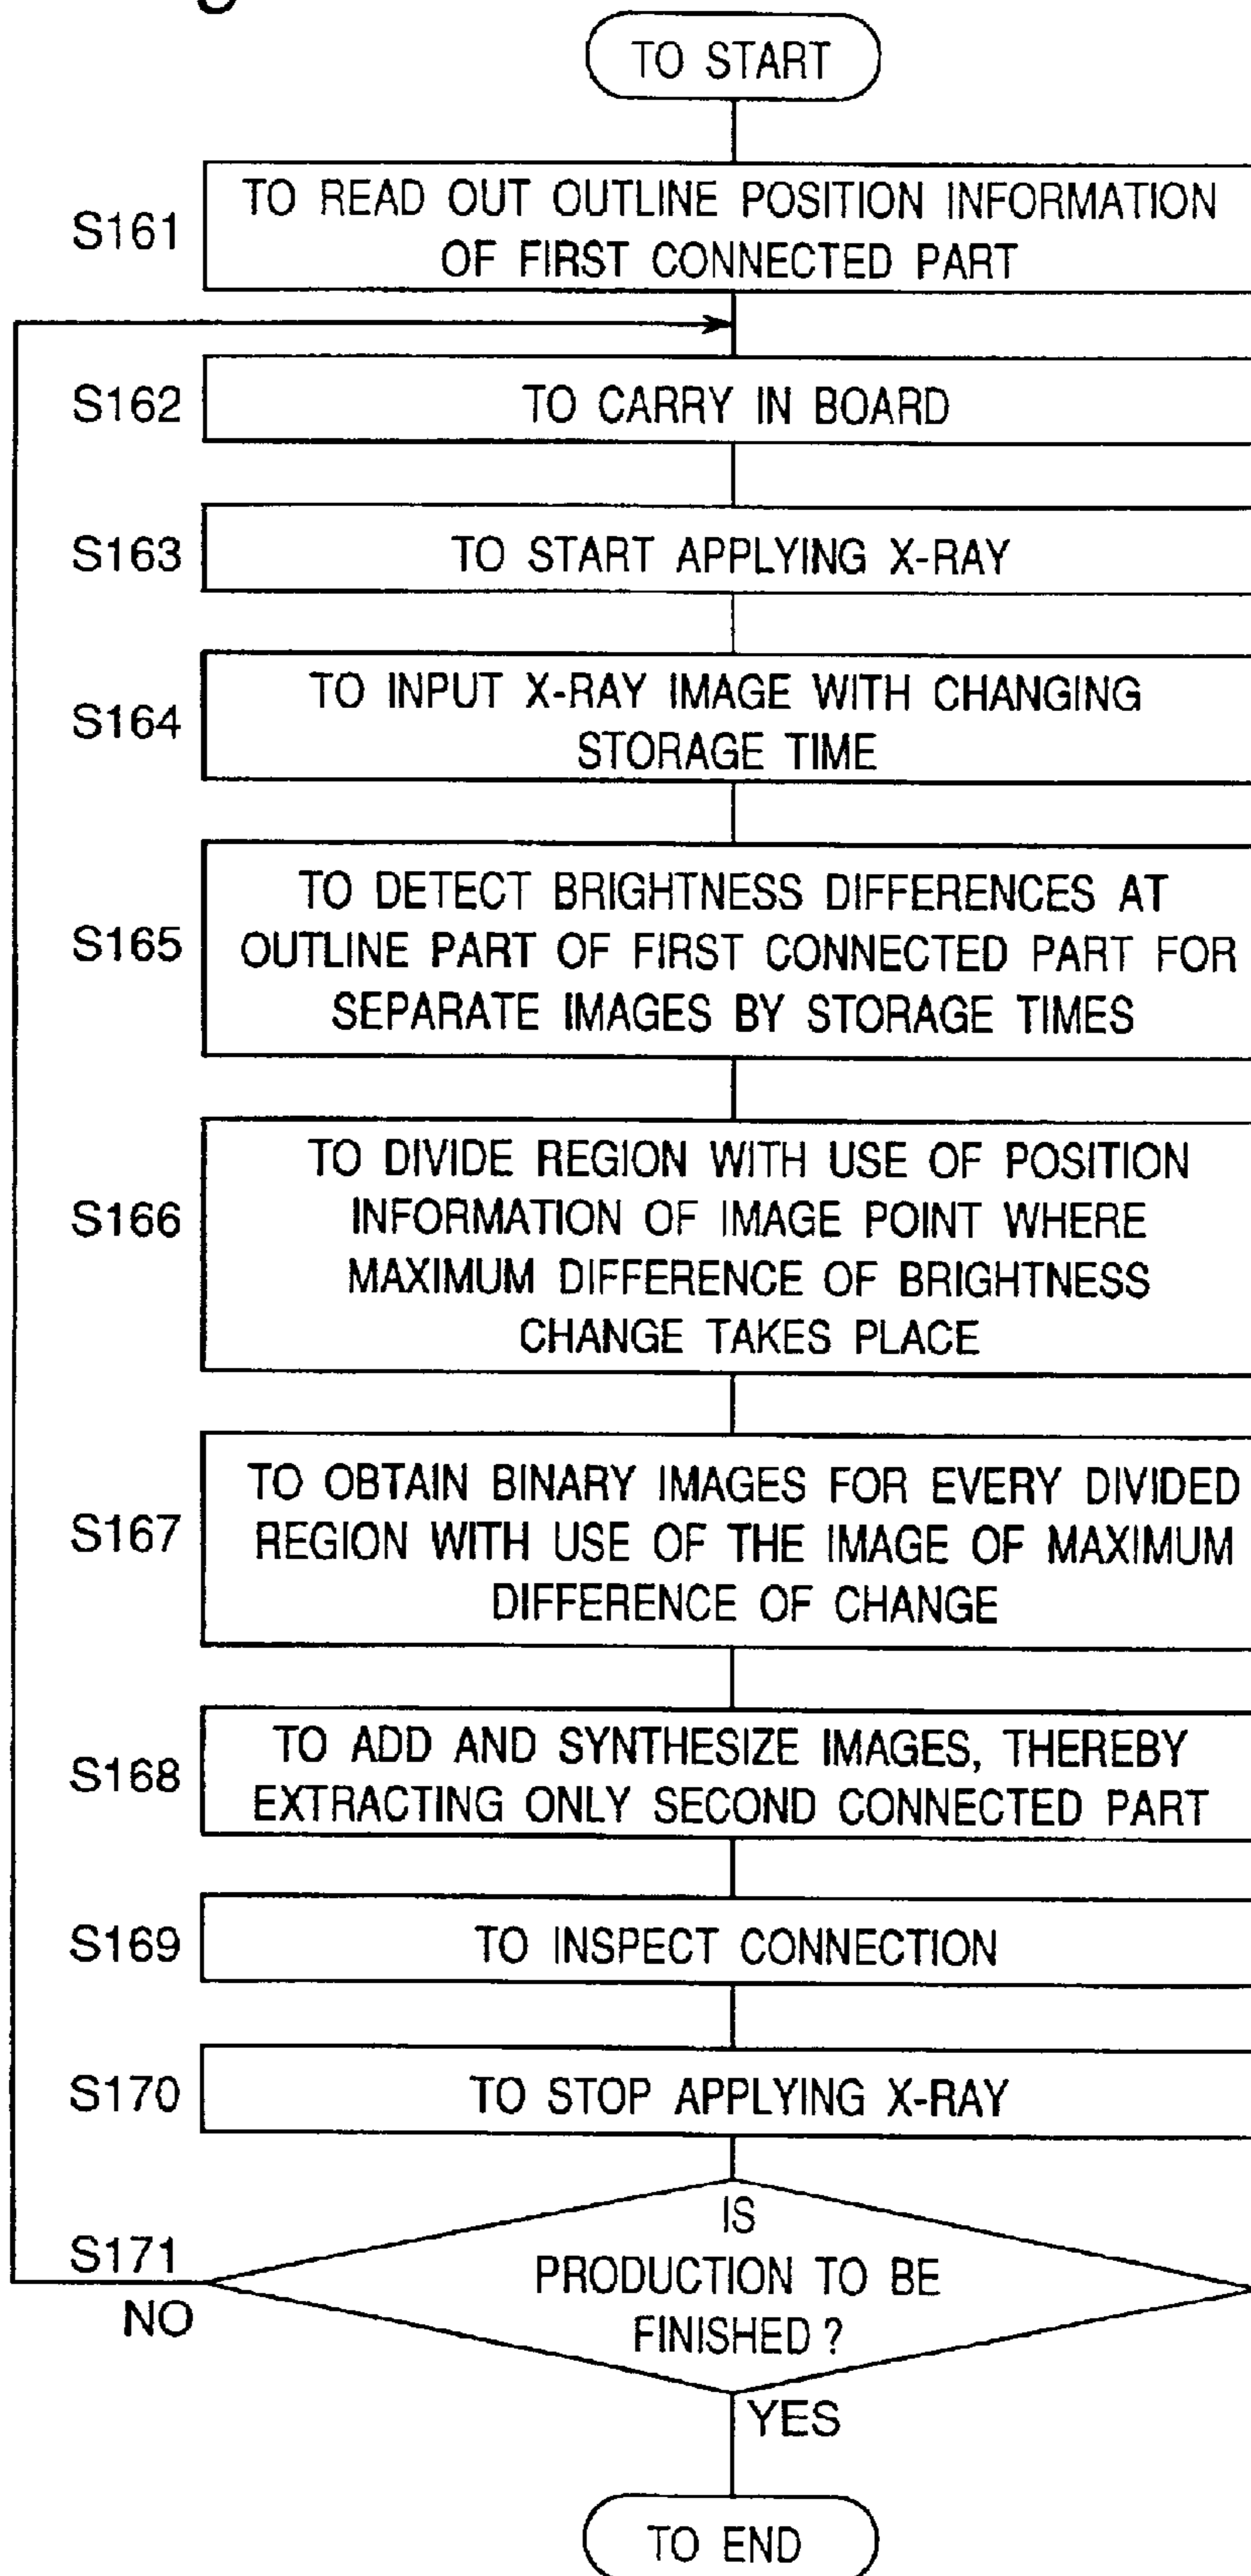 TO START
S161
TO READ OUT OUTLINE POSITION INFORMATION
OF FIRST CONNECTED PART
S162
TO CARRY IN BOARD
S163
TO START APPLYING X-RAY
S164
TO INPUT X-RAY IMAGE WITH CHANGING
STORAGE TIME
S165
TO DETECT BRIGHTNESS DIFFERENCES AT
OUTLINE PART OF FIRST CONNECTED PART FOR
SEPARATE IMAGES BY STORAGE TIMES
S166
TO DIVIDE REGION WITH USE OF POSITION
INFORMATION OF IMAGE POINT WHERE
MAXIMUM DIFFERENCE OF BRIGHTNESS
CHANGE TAKES PLACE
S167
TO OBTAIN BINARY IMAGES FOR EVERY DIVIDED
REGION WITH USE OF THE IMAGE OF MAXIMUM
DIFFERENCE OF CHANGE
S168
TO ADD AND SYNTHESIZE IMAGES, THEREBY
EXTRACTING ONLY SECOND CONNECTED PART
S169
TO INSPECT CONNECTION
S170
TO STOP APPLYING X-RAY
S171
IS
PRODUCTION TO BE
FINISHED ?
NO
YES
TO END